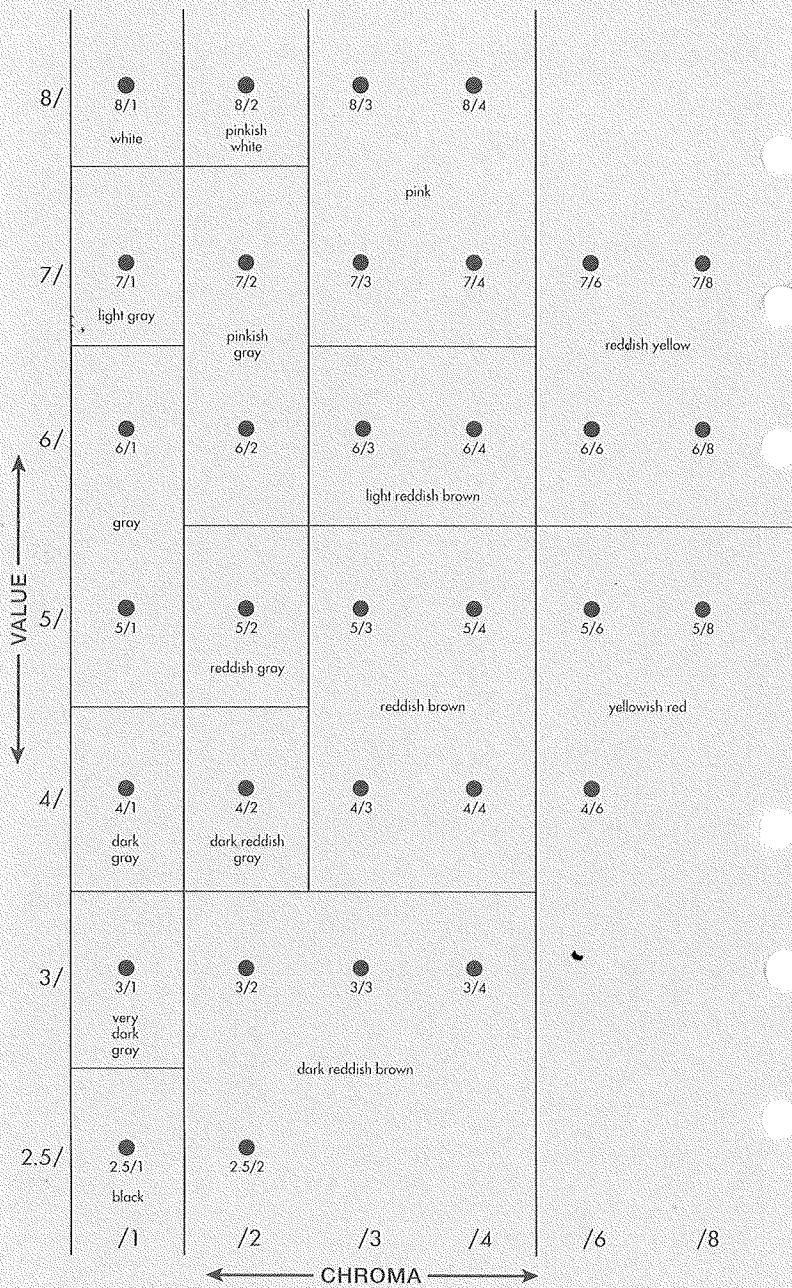 8/
8/1 8/2 8/3 8/4
white
pinkish
white
pink
7/
7/1 7/2 7/3 7/4 7/6 7/8
light gray
pinkish
gray
reddish yellow
6/
6/1 6/2 6/3 6/4 6/6 6/8
light reddish brown
gray
VALUE
5/
5/1 5/2 5/3 5/4 5/6 5/8
reddish gray
reddish brown
yellowish red
4/
4/1 4/2 4/3 4/4 4/6
dark
gray
dark reddish
gray
3/
3/1 3/2 3/3 3/4
very
dark
gray
dark reddish brown
2.5/
2.5/1 2.5/2
black
/1 /2 /3 /4 /6 /8
CHROMA